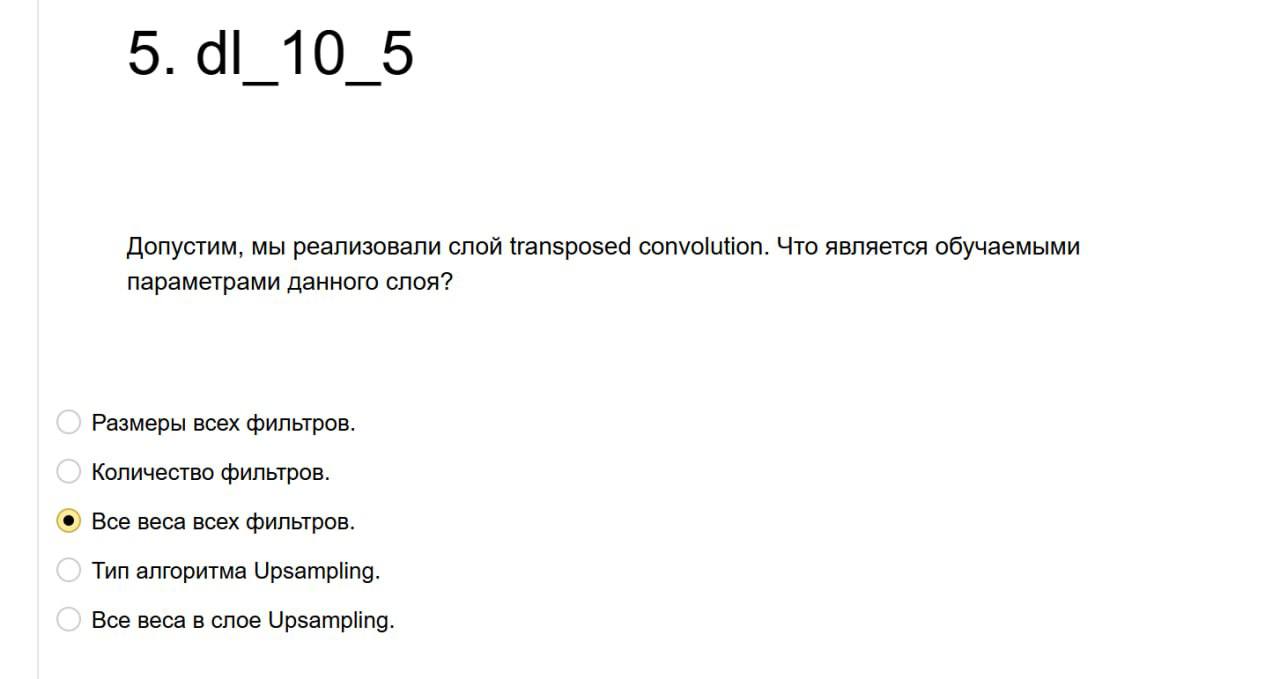 5. dl_10_5
Допустим, мы реализовали слой transposed convolution. Что является обучаемыми
параметрами данного слоя?
Размеры всех фильтров.
Количество фильтров.
Все веса всех фильтров.
Тип алгоритма Upsampling.
Все веса в слое Upsampling.